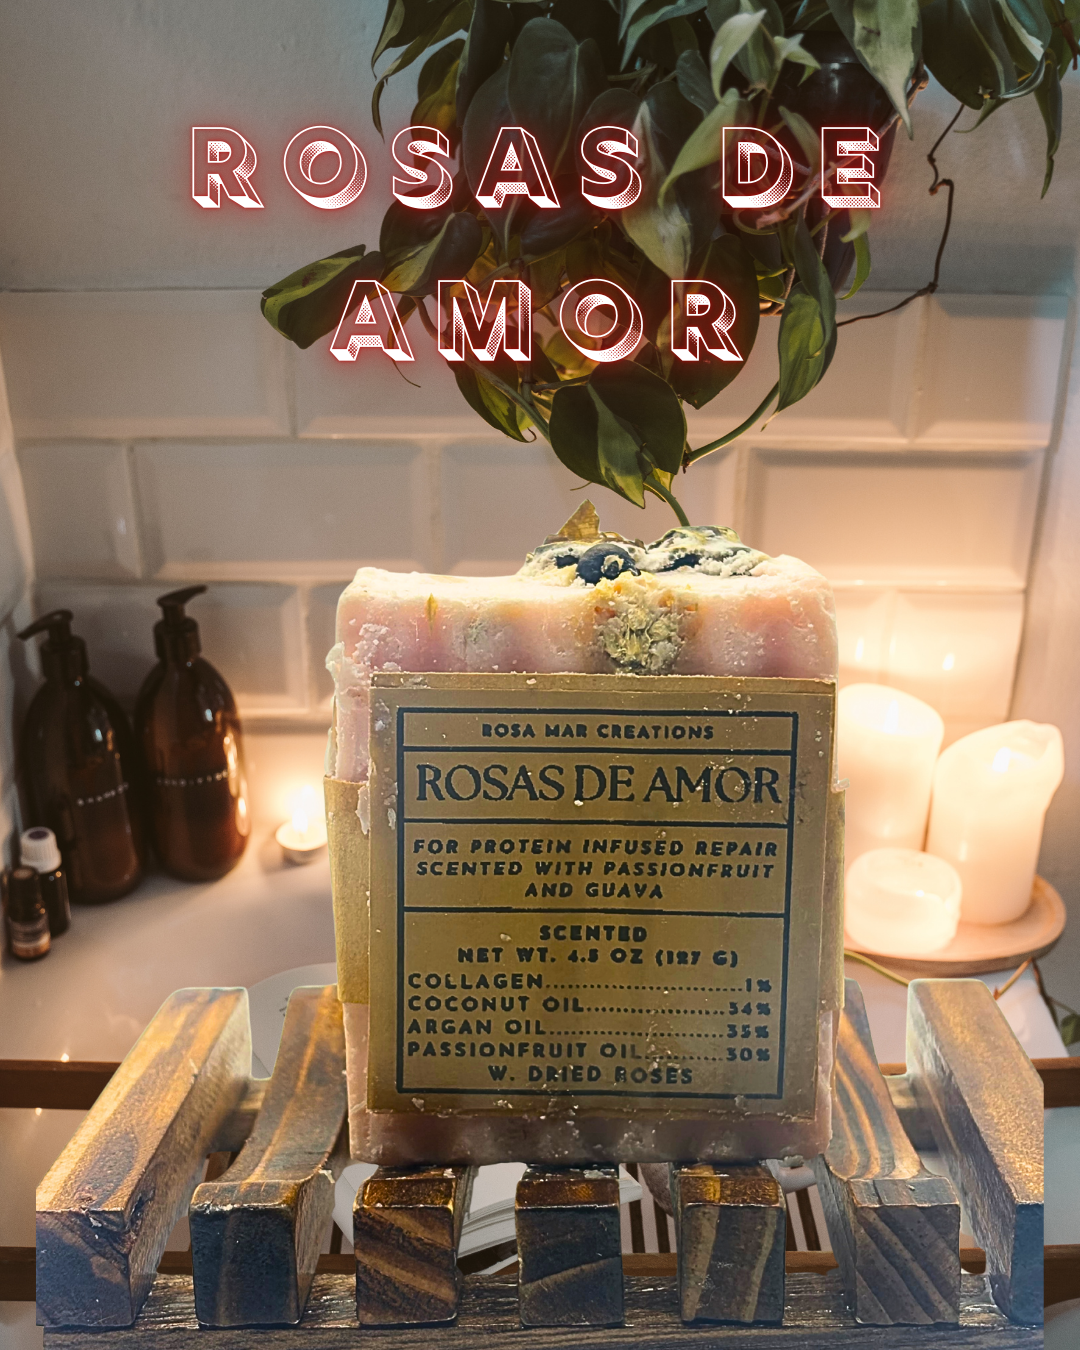 ROSAS DE
AMOR
ROSA MAR CREATIONS
ROSAS DE AMOR
FOR PROTEIN INFUSED REPAIR
SCENTED WITH PASSIONFRUIT
AND GUAVA
SCENTED
NET WT. 4.5 OZ (127 G)
COLLAGEN........................1%
COCONUT OIL.................34%
ARGAN OIL......................35%
PASSIONFRUIT OIL..........30%
W. DRIED ROSES